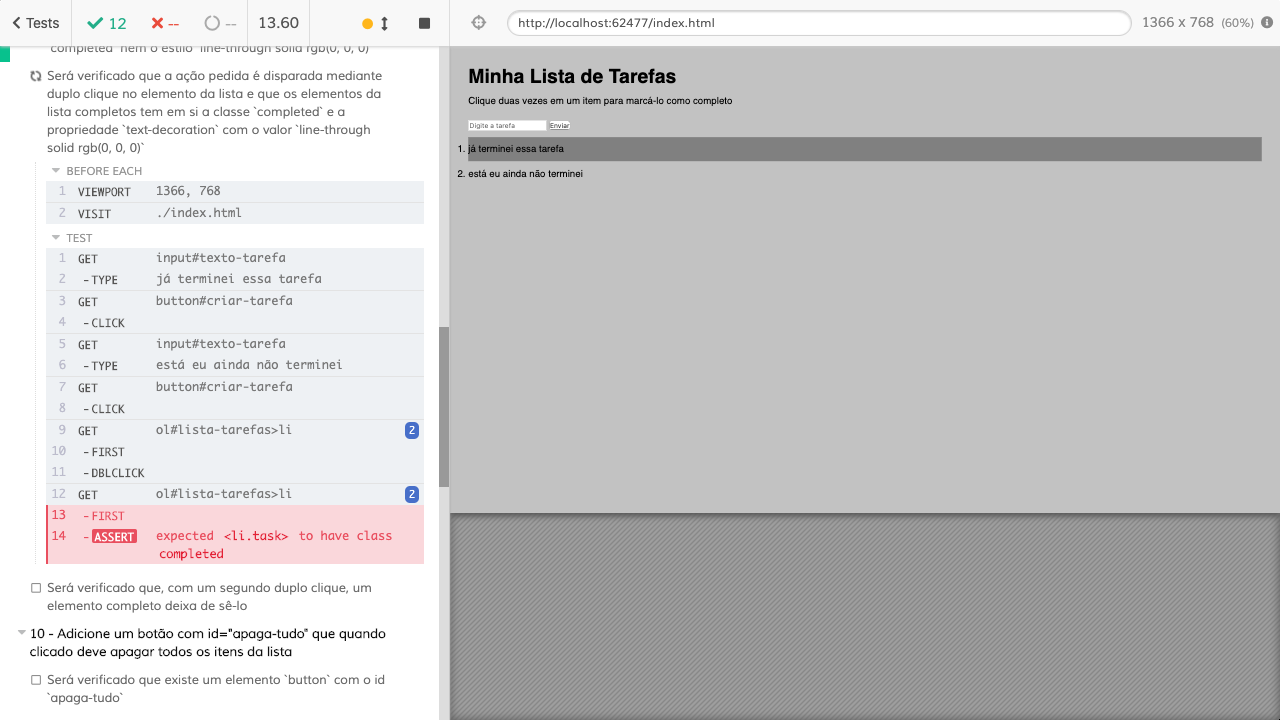 Tests
12
--
--
13.60
http://localhost:62477/index.html
1366 x 768 (60%)
`completed` nem o estilo `line-through solid rgb(0, 0, 0)`
Será verificado que a ação pedida é disparada mediante
duplo clique no elemento da lista e que os elementos da
lista completos tem em si a classe `completed` e a
propriedade `text-decoration` com o valor `line-through
solid rgb(0, 0, 0)`
BEFORE EACH
1 VIEWPORT 1366, 768
2 VISIT ./index.html
TEST
1 GET input#texto-tarefa
2 -TYPE já terminei essa tarefa
3 GET button#criar-tarefa
4 -CLICK
5 GET input#texto-tarefa
6 -TYPE está eu ainda não terminei
7 GET button#criar-tarefa
8 -CLICK
9 GET ol#lista-tarefas>li 2
10 -FIRST
11 -DBLCLICK
12 GET ol#lista-tarefas>li 2
13 -FIRST
14 -ASSERT expected <li.task> to have class
completed
Será verificado que, com um segundo duplo clique, um
elemento completo deixa de sê-lo
10 - Adicione um botão com id="apaga-tudo" que quando
clicado deve apagar todos os itens da lista
Será verificado que existe um elemento `button` com o id
`apaga-tudo`
Minha Lista de Tarefas
Clique duas vezes em um item para marcá-lo como completo
Digite a tarefa Enviar
1. já terminei essa tarefa
2. está eu ainda não terminei